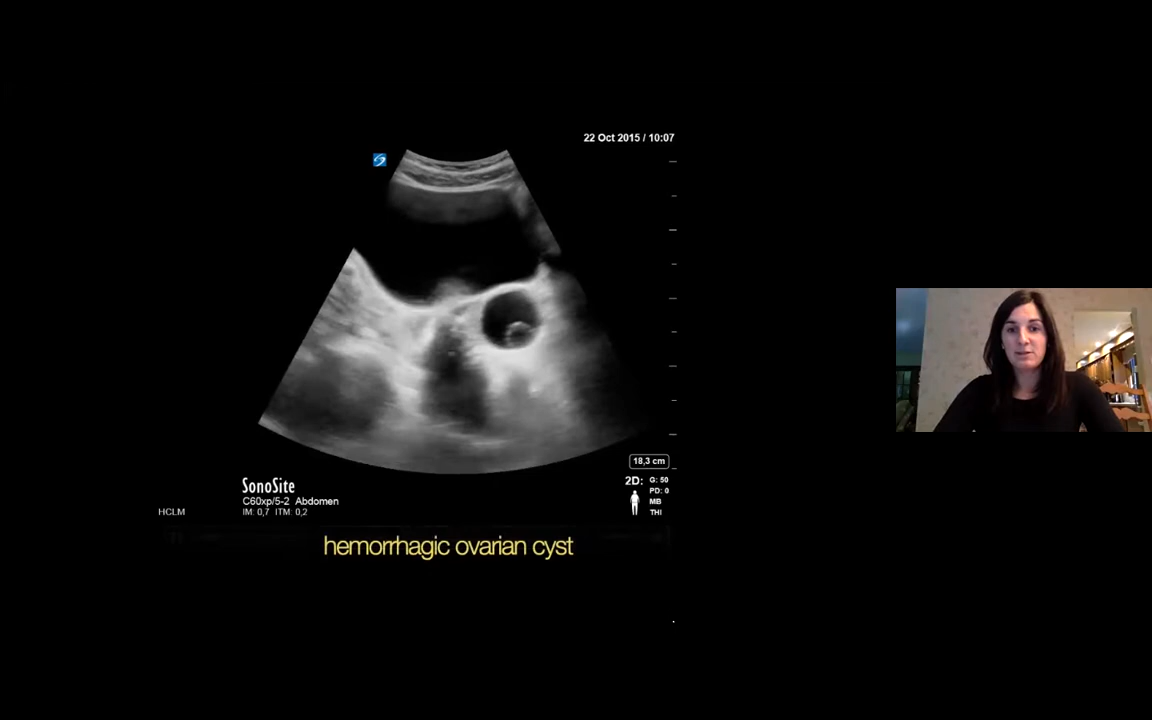 22 Oct 2015 / 10:07
18,3 cm
2D:
G: 50
PD: 0
MB
THI
SonoSite
C60xp/5-2 Abdomen
IM: 0,7 ITM: 0,2
HCLM
hemorrhagic ovarian cyst